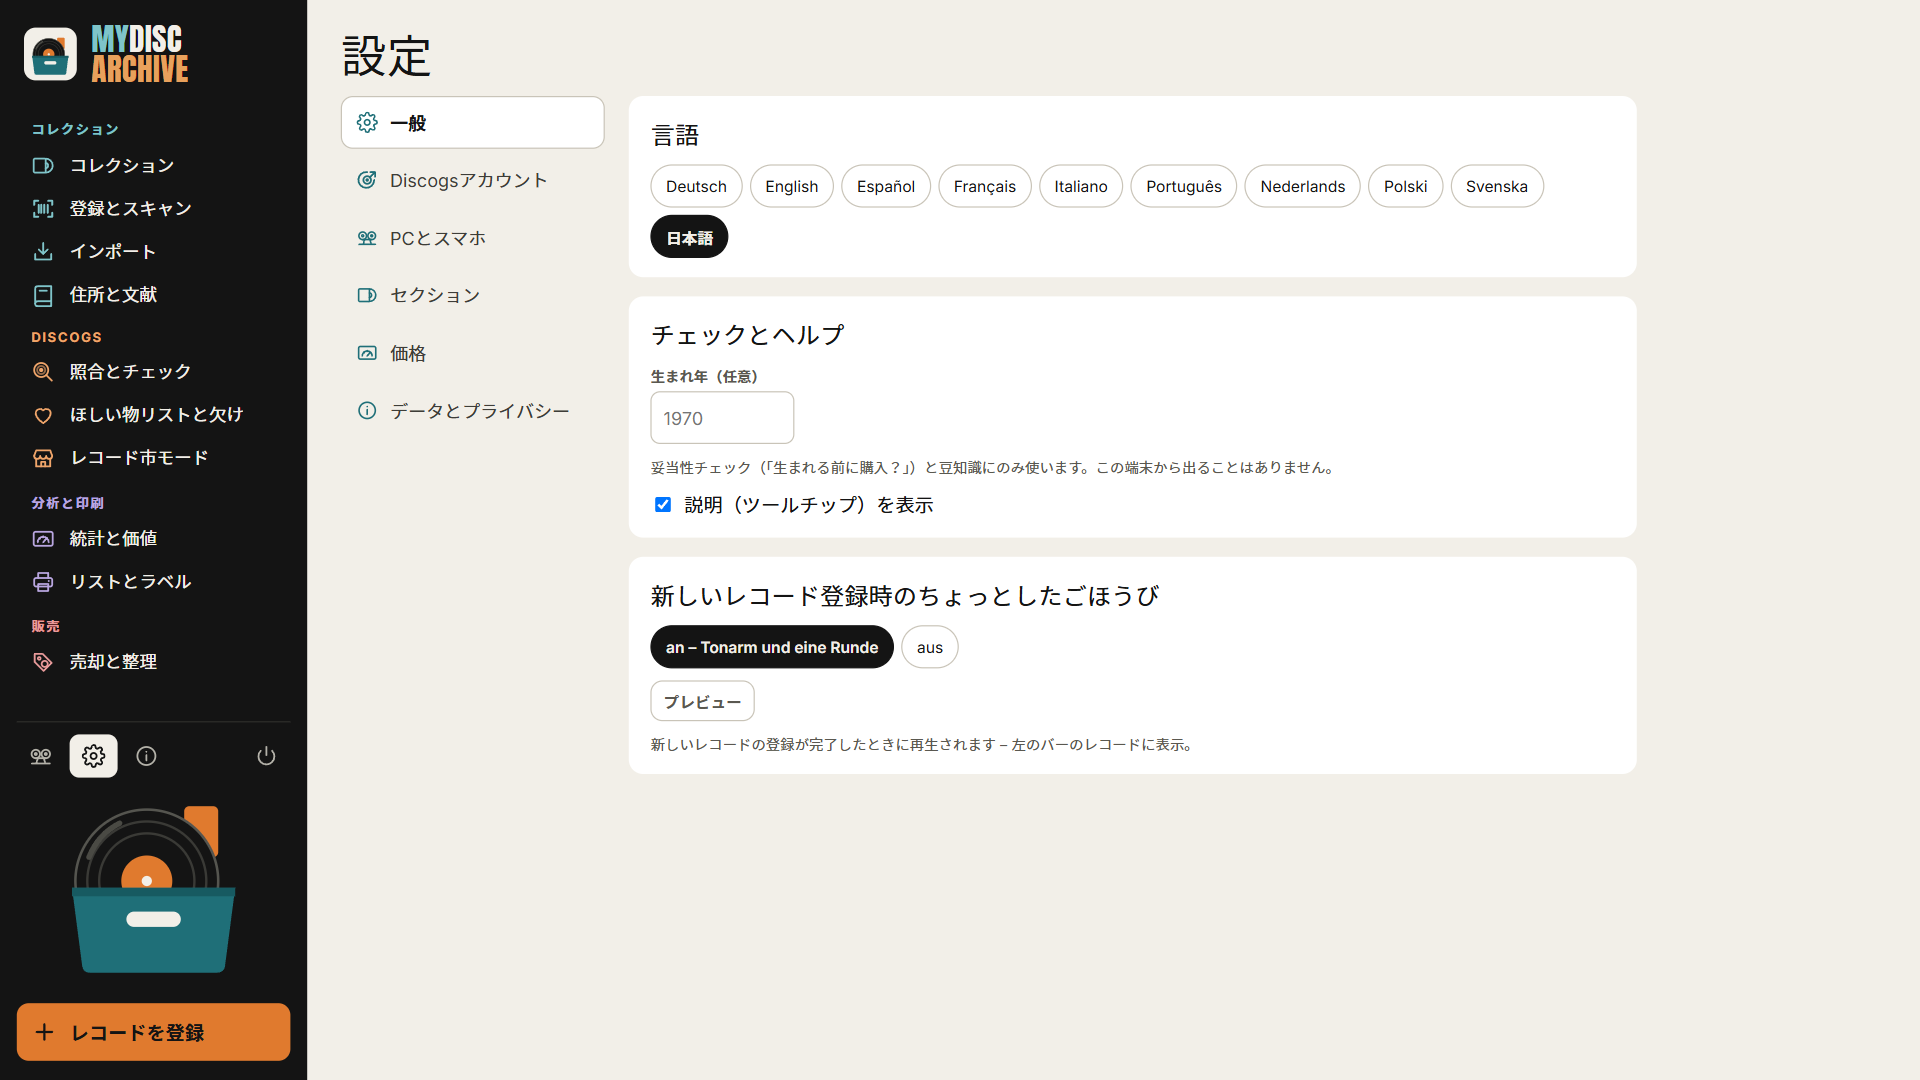 MYDISC
ARCHIVE
コレクション
コレクション
登録とスキャン
インポート
住所と文献
DISCOGS
照合とチェック
ほしい物リストと欠け
レコード市モード
分析と印刷
統計と価値
リストとラベル
販売
売却と整理
レコードを登録
設定
一般
Discogsアカウント
PCとスマホ
セクション
価格
データとプライバシー
言語
Deutsch English Español Français Italiano Português Nederlands Polski Svenska
日本語
チェックとヘルプ
生まれ年（任意）
1970
妥当性チェック（「生まれる前に購入？」）と豆知識にのみ使います。この端末から出ることはありません。
説明（ツールチップ）を表示
新しいレコード登録時のちょっとしたごほうび
an – Tonarm und eine Runde aus
プレビュー
新しいレコードの登録が完了したときに再生されます – 左のバーのレコードに表示。